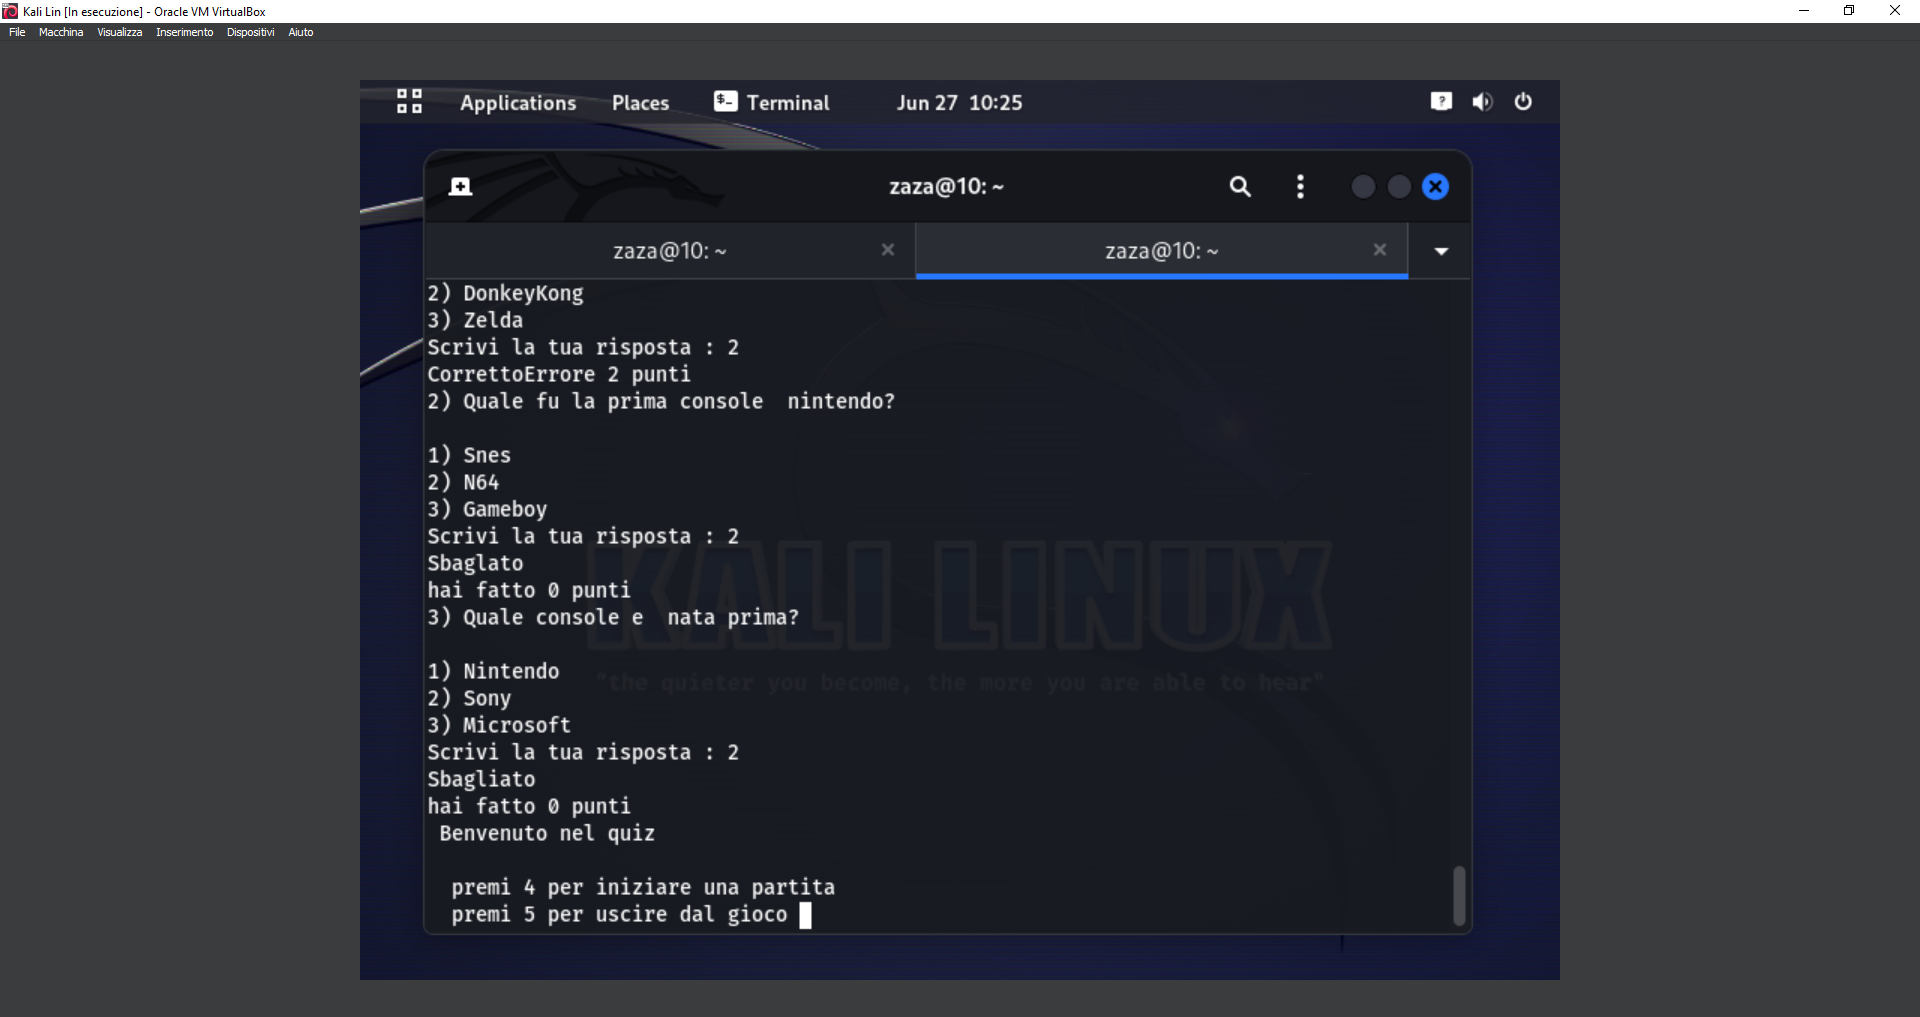 Kali Lin [In esecuzione] - Oracle VM VirtualBox
File Macchina Visualizza Inserimento Dispositivi Aiuto
Applications Places Terminal Jun 27 10:25
zaza@10: ~
zaza@10: ~ zaza@10: ~
2) DonkeyKong
3) Zelda
Scrivi la tua risposta : 2
CorrettoErrore 2 punti
2) Quale fu la prima console  nintendo?
1) Snes
2) N64
3) Gameboy
Scrivi la tua risposta : 2
Sbaglato
hai fatto 0 punti
3) Quale console e  nata prima?
1) Nintendo
2) Sony
3) Microsoft
Scrivi la tua risposta : 2
Sbagliato
hai fatto 0 punti
Benvenuto nel quiz
premi 4 per iniziare una partita
premi 5 per uscire dal gioco
KALI LINUX
"the quieter you become, the more you are able to hear"